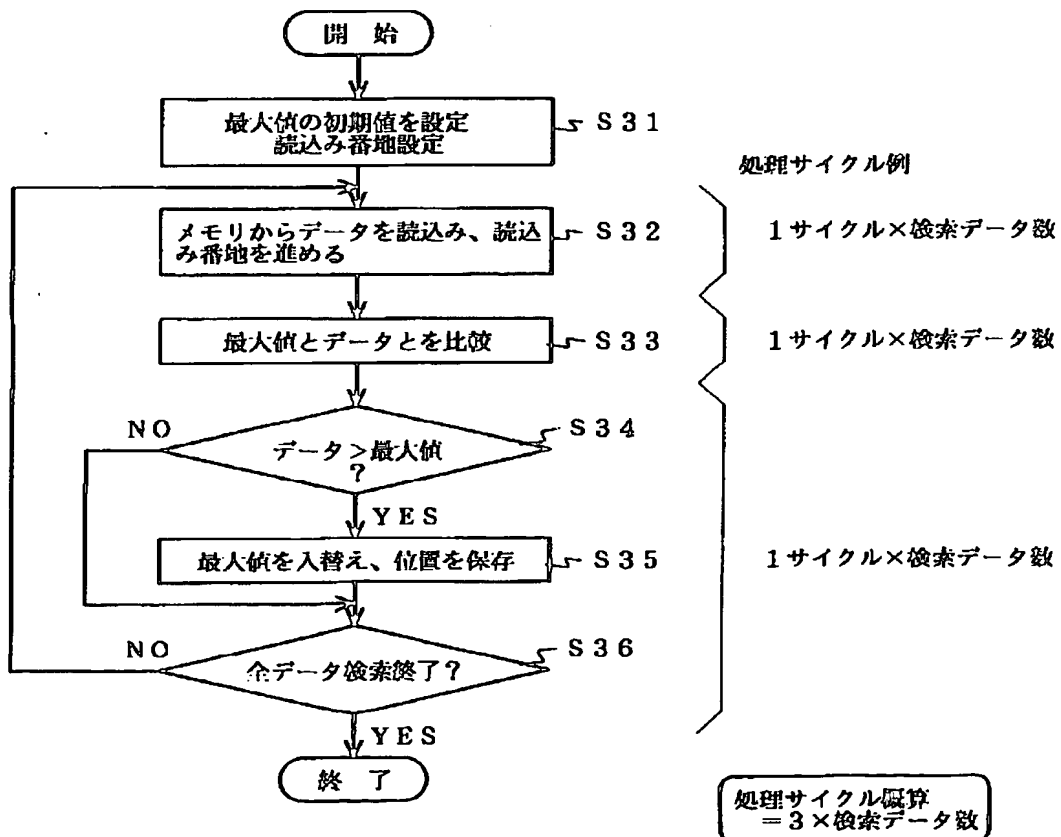 開 始
最大値の初期値を設定
読込み番地設定
S31
処理サイクル例
メモリからデータを読込み、読込
み番地を進める
S32
1サイクル×検索データ数
最大値とデータとを比較
S33
1サイクル×検索データ数
NO
データ>最大値
?
S34
YES
最大値を入替え、位置を保存
S35
1サイクル×検索データ数
NO
全データ検索終了?
S36
YES
終 了
処理サイクル概算
=3×検索データ数